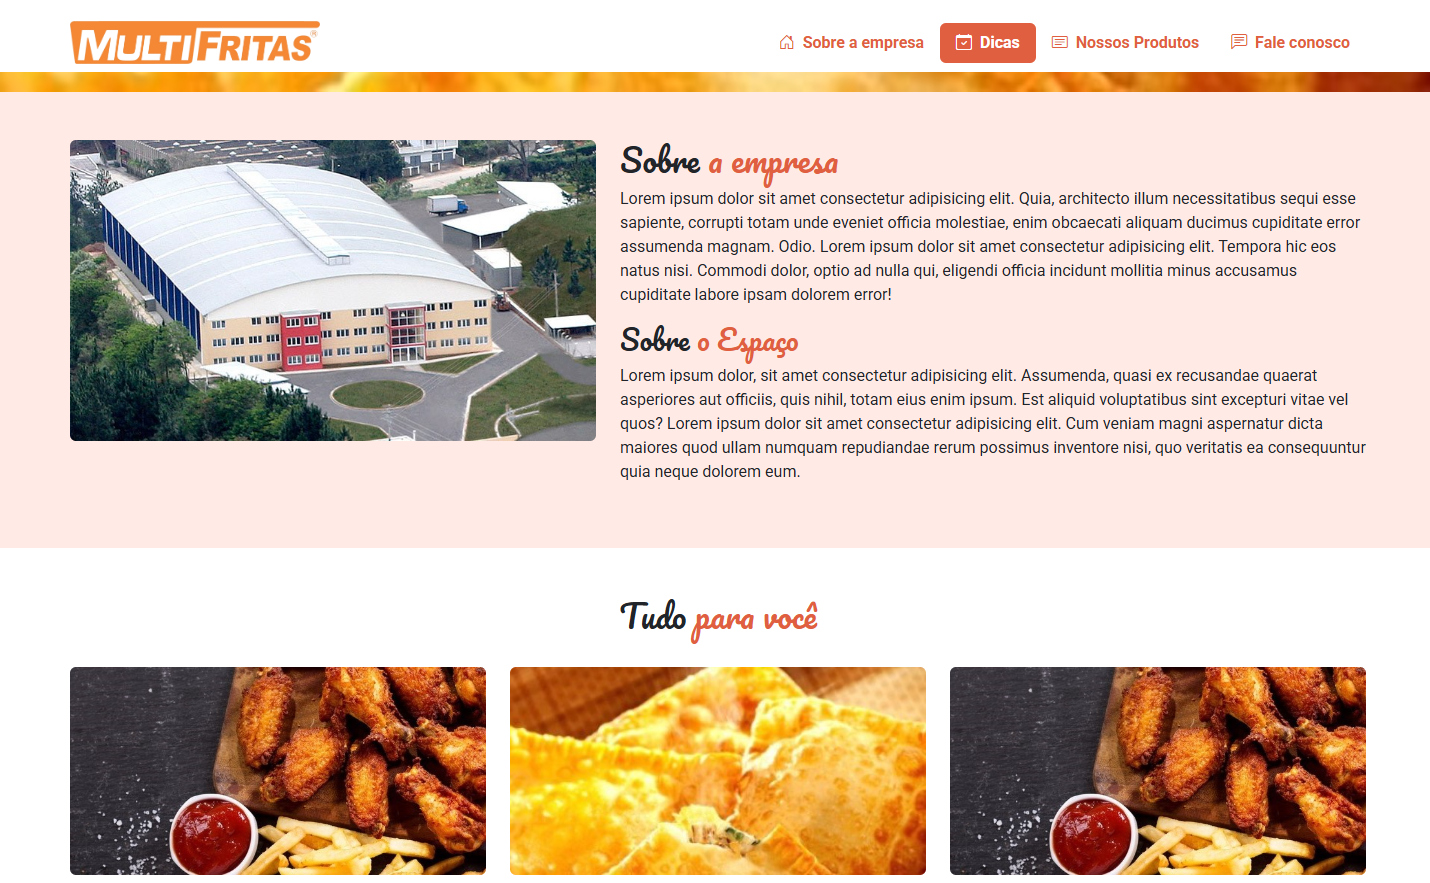 MULTIFRITAS®
Sobre a empresa
Dicas
Nossos Produtos
Fale conosco
Sobre a empresa
Lorem ipsum dolor sit amet consectetur adipisicing elit. Quia, architecto illum necessitatibus sequi esse
sapiente, corrupti totam unde eveniet officia molestiae, enim obcaecati aliquam ducimus cupiditate error
assumenda magnam. Odio. Lorem ipsum dolor sit amet consectetur adipisicing elit. Tempora hic eos
natus nisi. Commodi dolor, optio ad nulla qui, eligendi officia incidunt mollitia minus accusamus
cupiditate labore ipsam dolorem error!
Sobre o Espaço
Lorem ipsum dolor, sit amet consectetur adipisicing elit. Assumenda, quasi ex recusandae quaerat
asperiores aut officiis, quis nihil, totam eius enim ipsum. Est aliquid voluptatibus sint excepturi vitae vel
quos? Lorem ipsum dolor sit amet consectetur adipisicing elit. Cum veniam magni aspernatur dicta
maiores quod ullam numquam repudiandae rerum possimus inventore nisi, quo veritatis ea consequuntur
quia neque dolorem eum.
Tudo para você